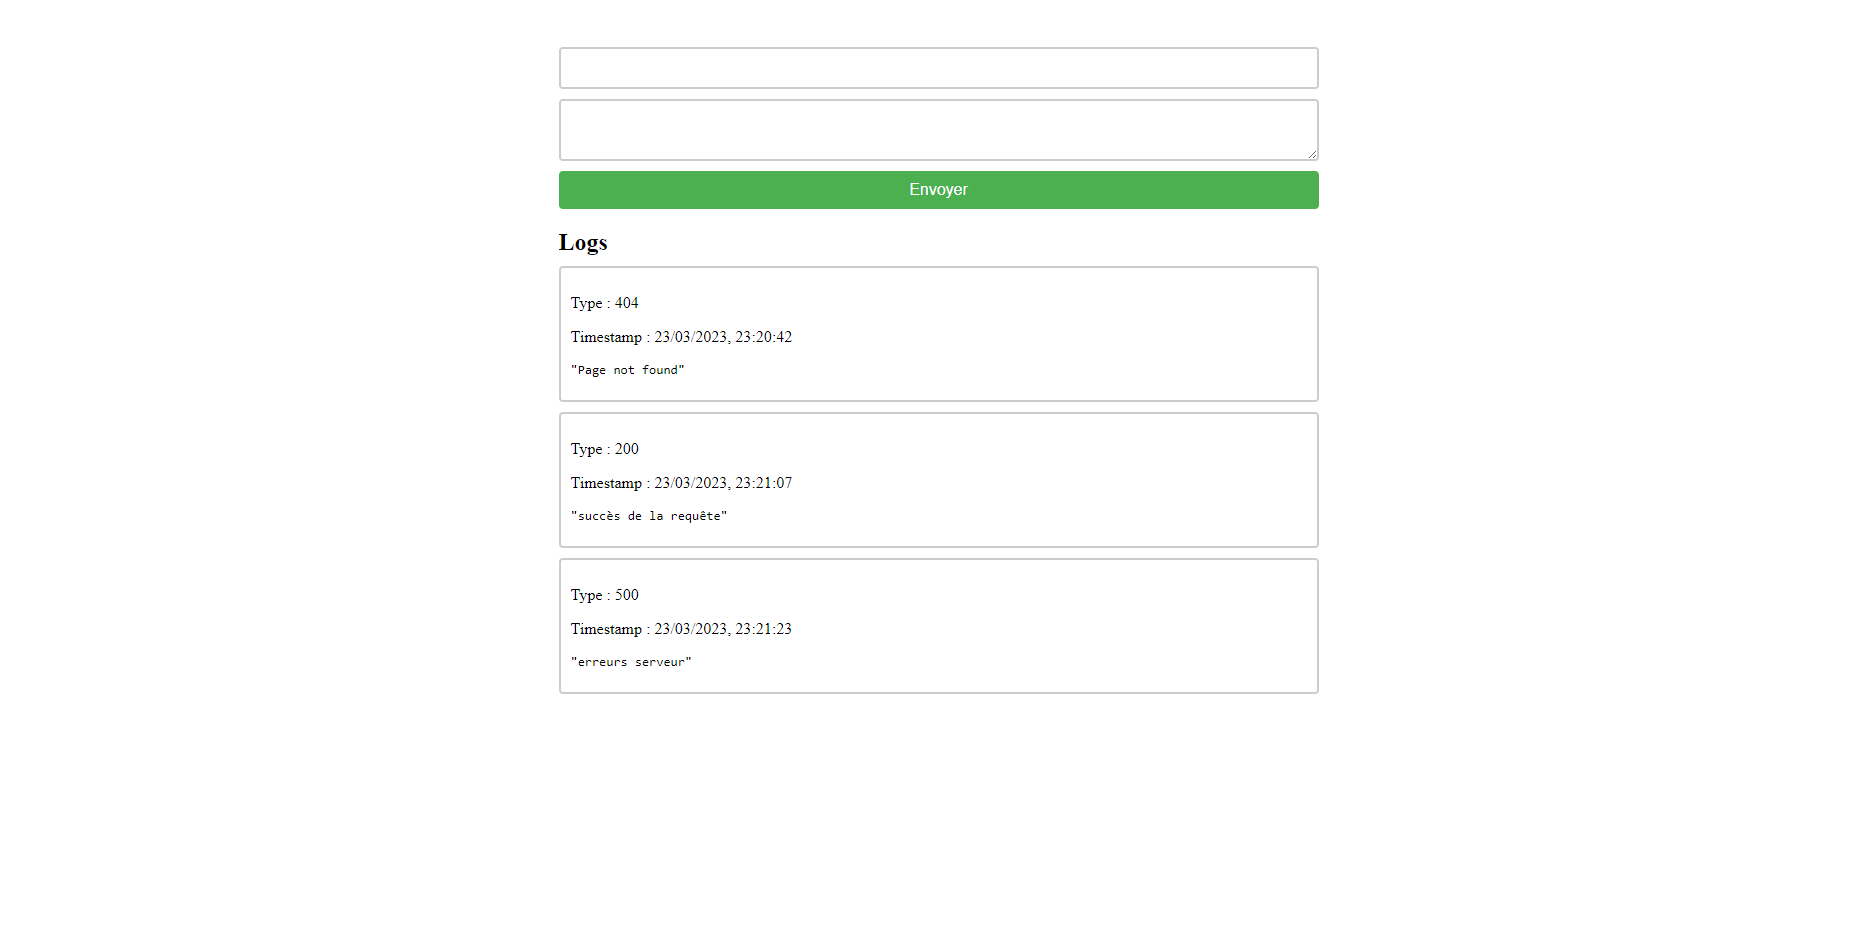 Envoyer
Logs
Type : 404
Timestamp : 23/03/2023, 23:20:42
"Page not found"
Type : 200
Timestamp : 23/03/2023, 23:21:07
"succès de la requête"
Type : 500
Timestamp : 23/03/2023, 23:21:23
"erreurs serveur"